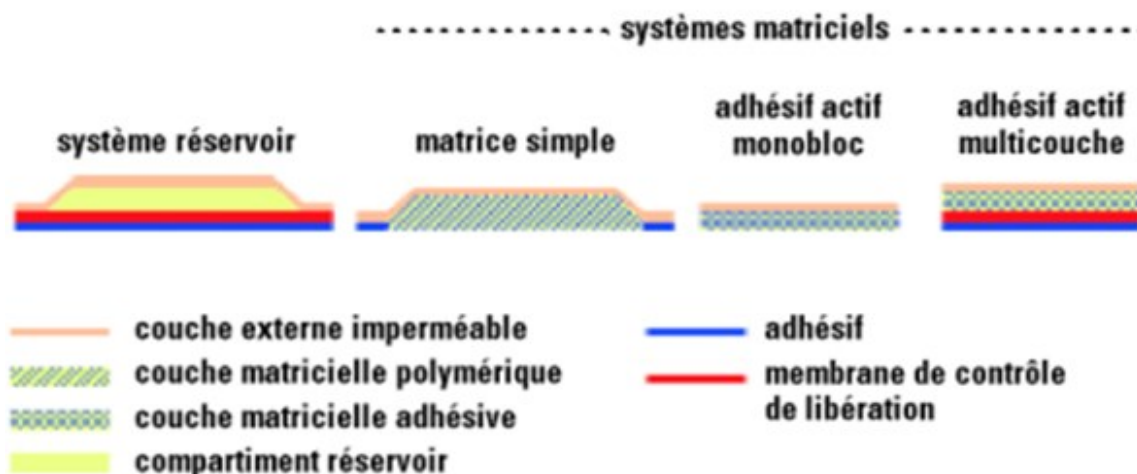 systèmes matriciels
système réservoir
matrice simple
adhésif actif
monobloc
adhésif actif
multicouche
couche externe imperméable
couche matricielle polymérique
couche matricielle adhésive
compartiment réservoir
adhésif
membrane de contrôle
de libération